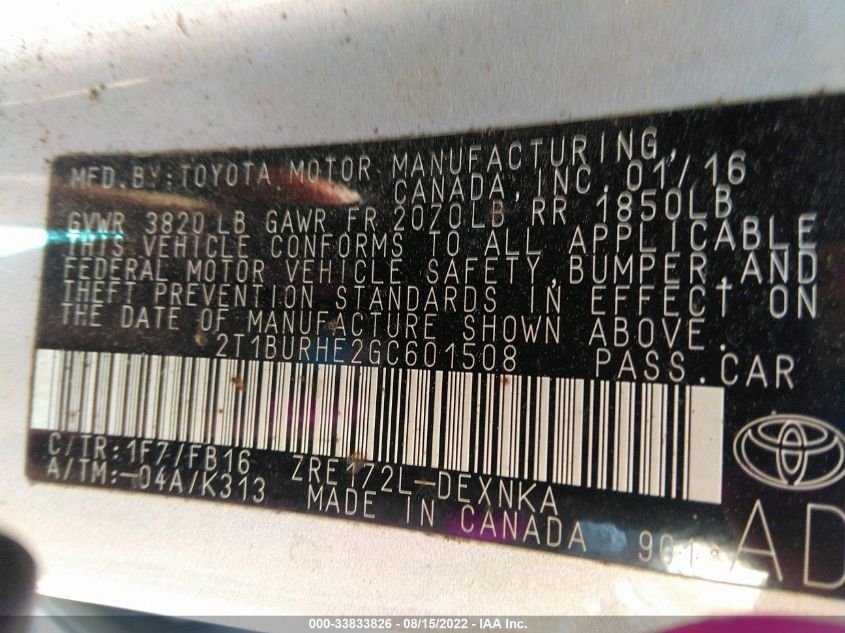 MFD.BY:TOYOTA MOTOR MANUFACTURING,
CANADA, INC. 01/16
GVWR 3820 LB GAWR FR 2070LB RR 1850LB
THIS VEHICLE CONFORMS TO ALL APPLICABLE
FEDERAL MOTOR VEHICLE SAFETY, BUMPER, AND
THEFT PREVENTION STANDARDS IN EFFECT ON
THE DATE OF MANUFACTURE SHOWN ABOVE.
2T1BURHE2GC601508 PASS.CAR
C/TR:1F7/FB16
A/TM:-04A/K313
ZRE172L-DEXNKA
MADE IN CANADA
AD
000-33833826 - 08/15/2022 - IAA Inc.